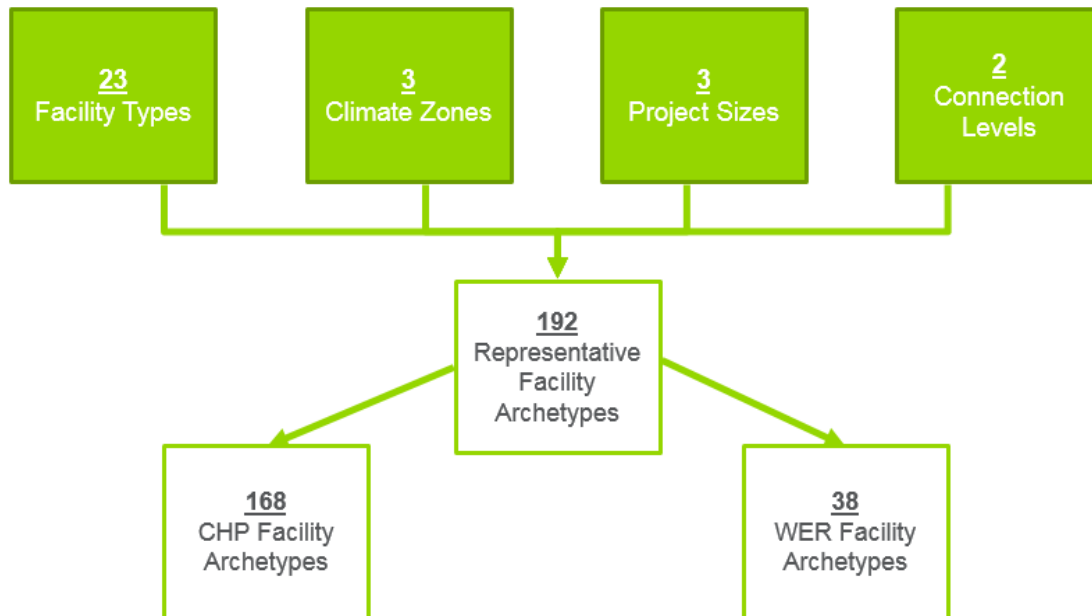 23
Facility Types
3
Climate Zones
3
Project Sizes
2
Connection
Levels
192
Representative
Facility
Archetypes
168
CHP Facility
Archetypes
38
WER Facility
Archetypes